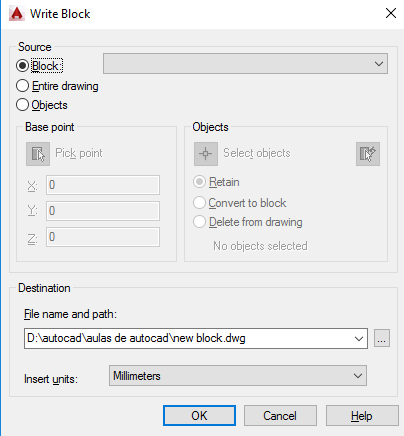 Write Block
Source
Block:
Entire drawing
Objects
Base point
Pick point
X: 0
Y: 0
Z: 0
Objects
Select objects
Retain
Convert to block
Delete from drawing
No objects selected
Destination
File name and path:
D:\autocad\aulas de autocad\new block.dwg
...
Insert units: Millimeters
OK Cancel Help